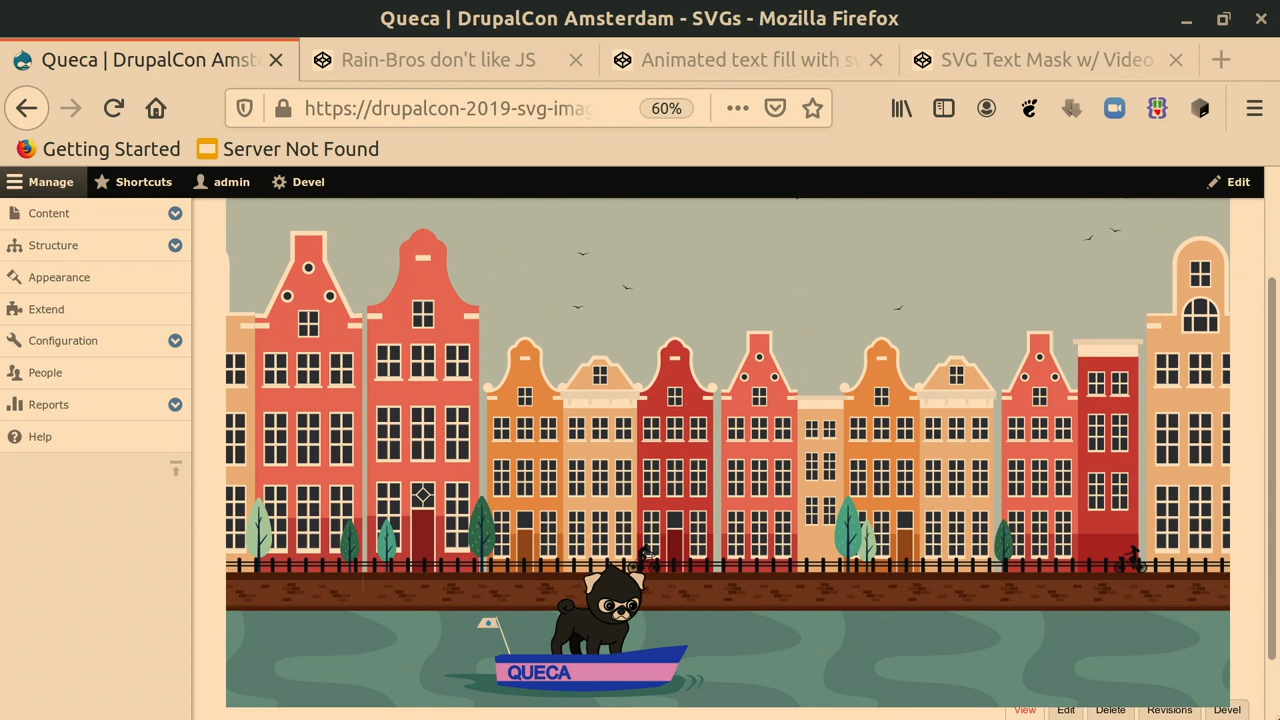 Queca | DrupalCon Amsterdam - SVGs - Mozilla Firefox
Queca | DrupalCon Amst
Rain-Bros don't like JS
Animated text fill with sv
SVG Text Mask w/ Video
https://drupalcon-2019-svg-imag
60%
Getting Started
Server Not Found
Manage
Shortcuts
admin
Devel
Edit
Content
Structure
Appearance
Extend
Configuration
People
Reports
Help
QUECA
View
Edit
Delete
Revisions
Devel